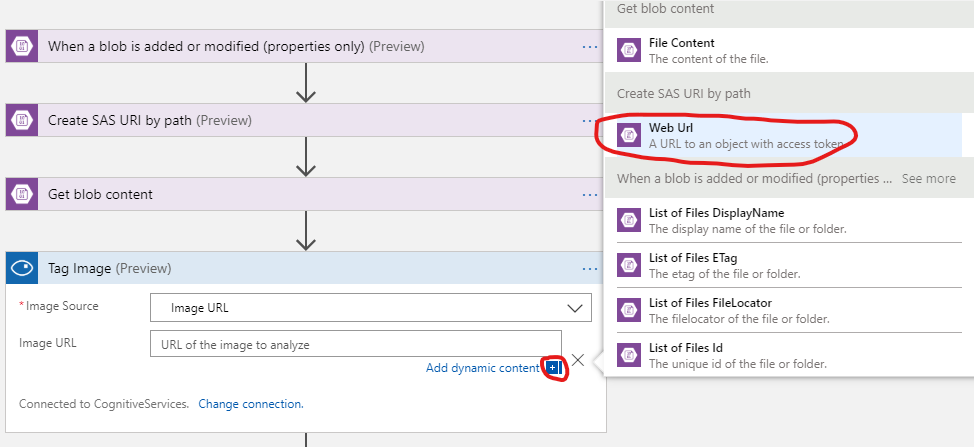 When a blob is added or modified (properties only) (Preview)
Create SAS URI by path (Preview)
Get blob content
Tag Image (Preview)
*Image Source
Image URL
Image URL
URL of the image to analyze
Add dynamic content
Connected to CognitiveServices. Change connection.
Get blob content
File Content
The content of the file.
Create SAS URI by path
Web Url
A URL to an object with access token.
When a blob is added or modified (properties ... See more
List of Files DisplayName
The display name of the file or folder.
List of Files ETag
The etag of the file or folder.
List of Files FileLocator
The filelocator of the file or folder.
List of Files Id
The unique id of the file or folder.